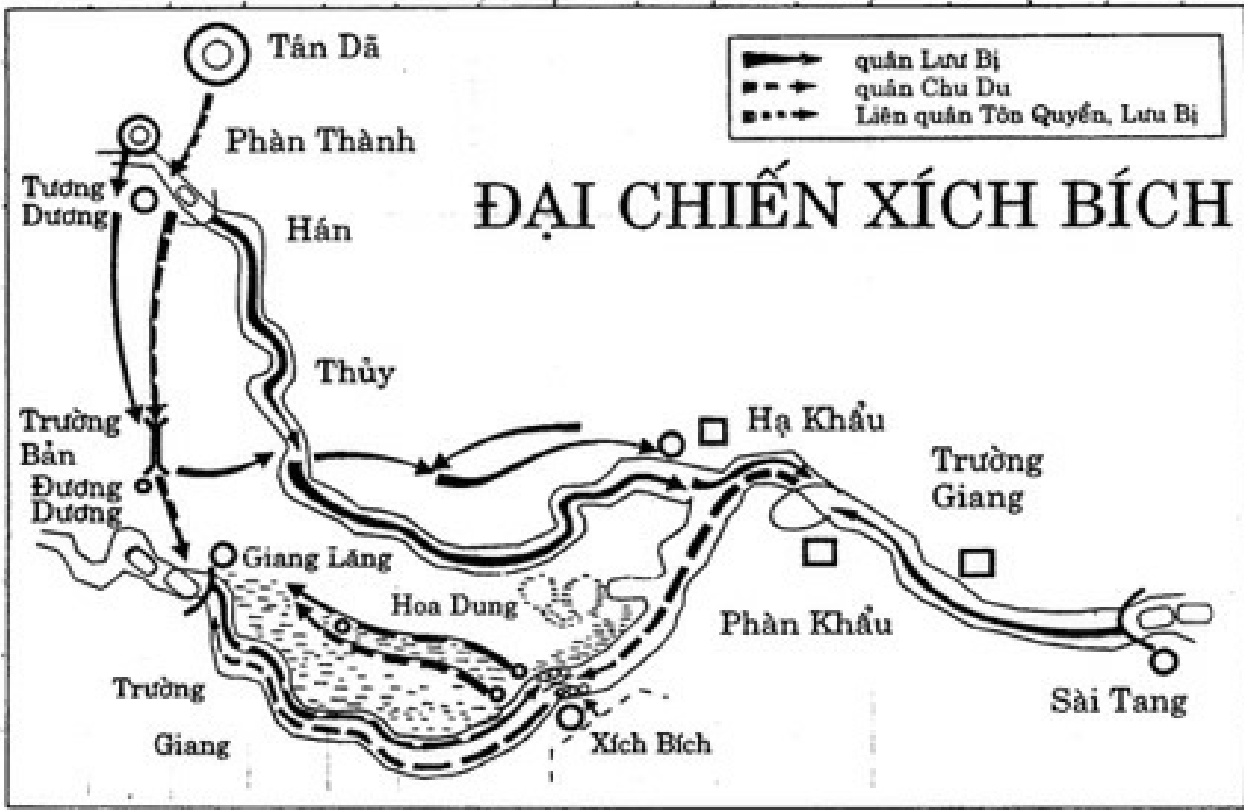 Tân Dã
quân Lưu Bị
quân Chu Du
Liên quân Tôn Quyền, Lưu Bị
Phàn Thành
ĐẠI CHIẾN XÍCH BÍCH
Tương
Dương
Hán
Thủy
Trường
Bản
Đương
Dương
Hạ Khẩu
Trường
Giang
Giang Lăng
Hoa Dung
Phàn Khẩu
Trường
Giang
Xích Bích
Sài Tang